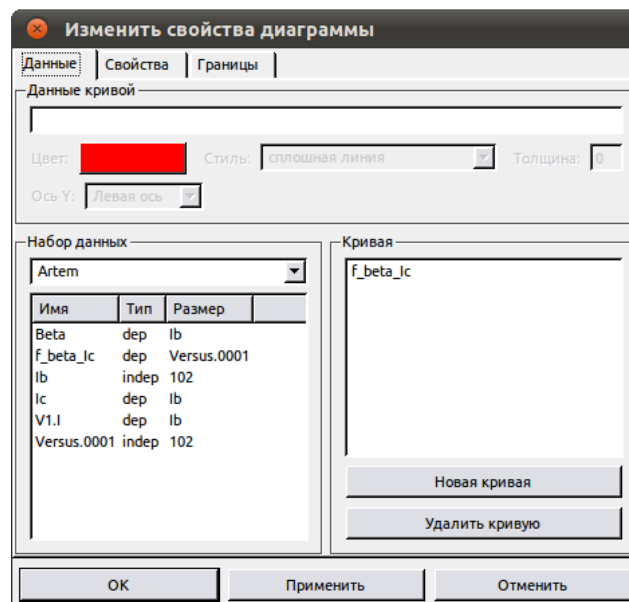 Изменить свойства диаграммы
Данные Свойства Границы
Данные кривой
Цвет: Стиль: сплошная линия Толщина: 0
Ось Y: Левая ось
Набор данных
Artem
Имя Тип Размер
Beta dep Ib
f_beta_Ic dep Versus.0001
Ib indep 102
Ic dep Ib
V1.I dep Ib
Versus.0001 indep 102
Кривая
f_beta_Ic
Новая кривая
Удалить кривую
OK Применить Отменить